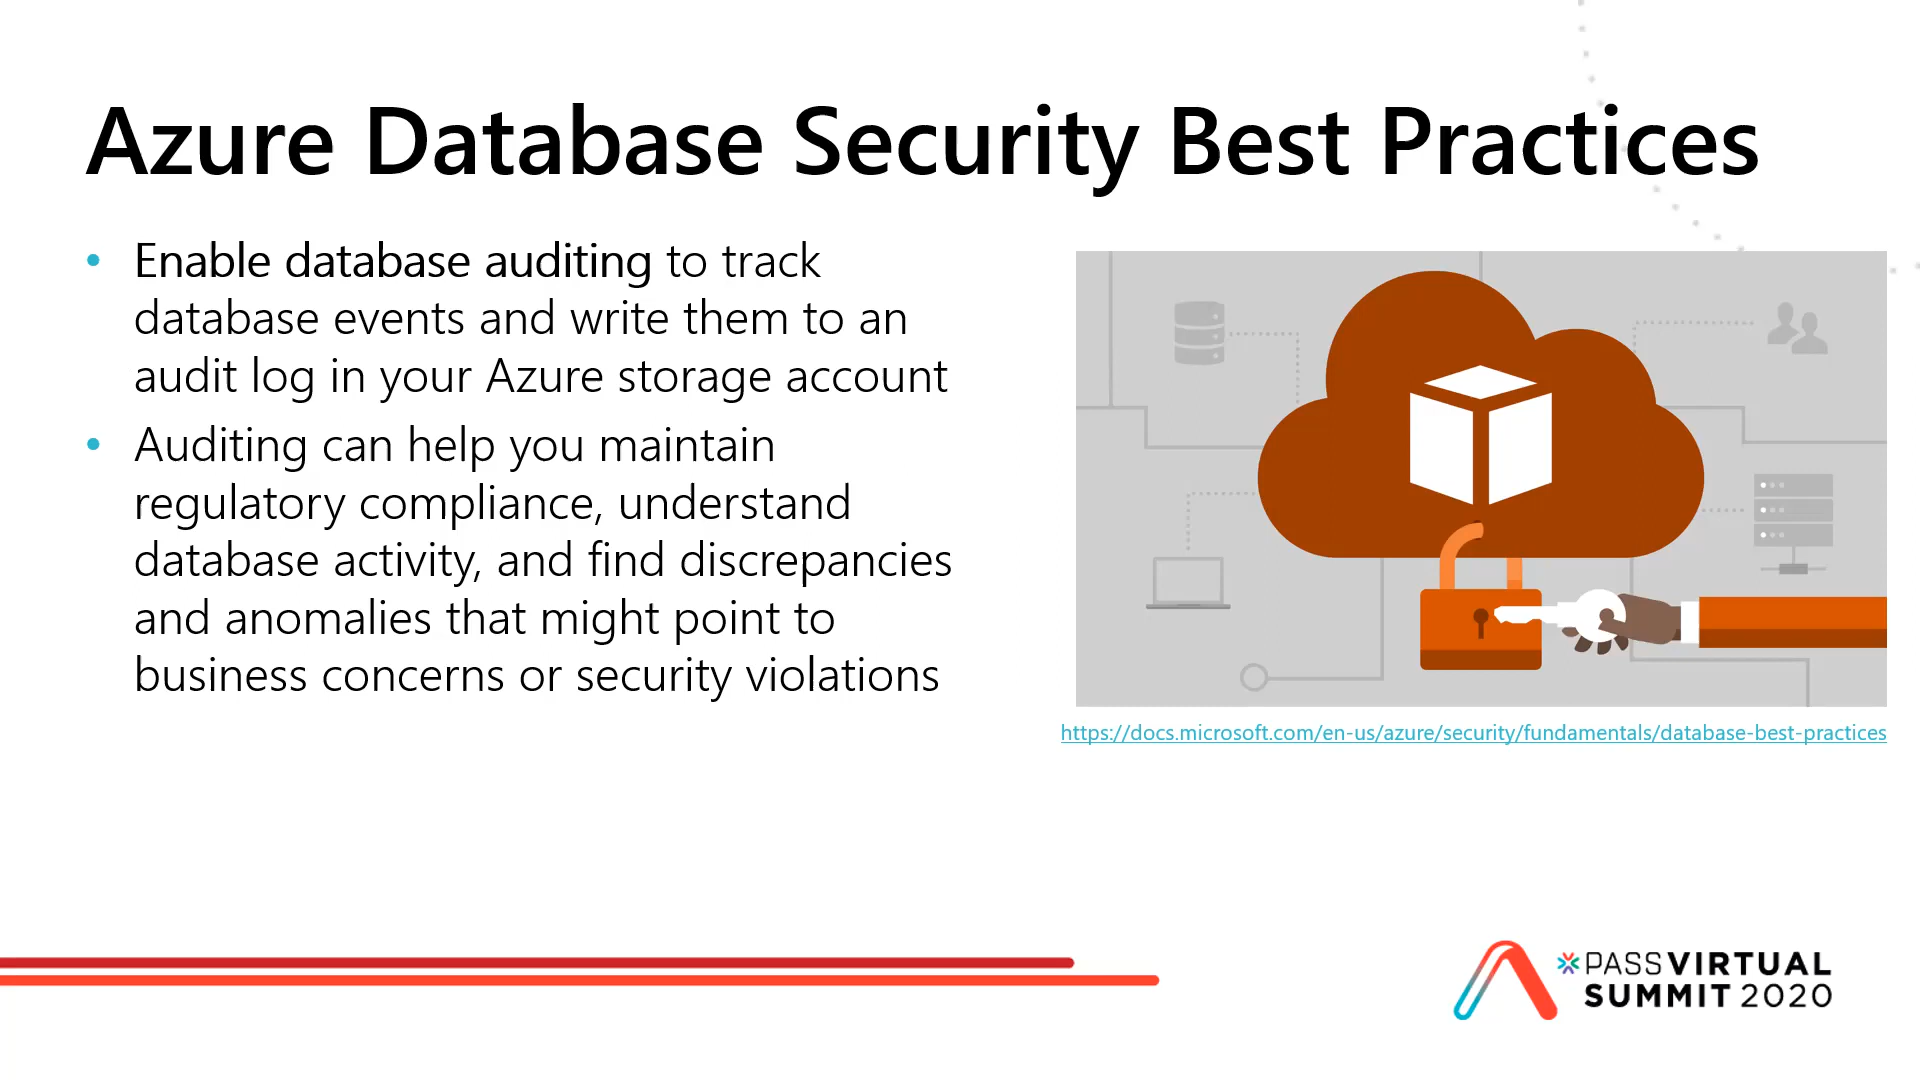 Azure Database Security Best Practices
• Enable database auditing to track
database events and write them to an
audit log in your Azure storage account
• Auditing can help you maintain
regulatory compliance, understand
database activity, and find discrepancies
and anomalies that might point to
business concerns or security violations
https://docs.microsoft.com/en-us/azure/security/fundamentals/database-best-practices
PASS VIRTUAL
SUMMIT 2020